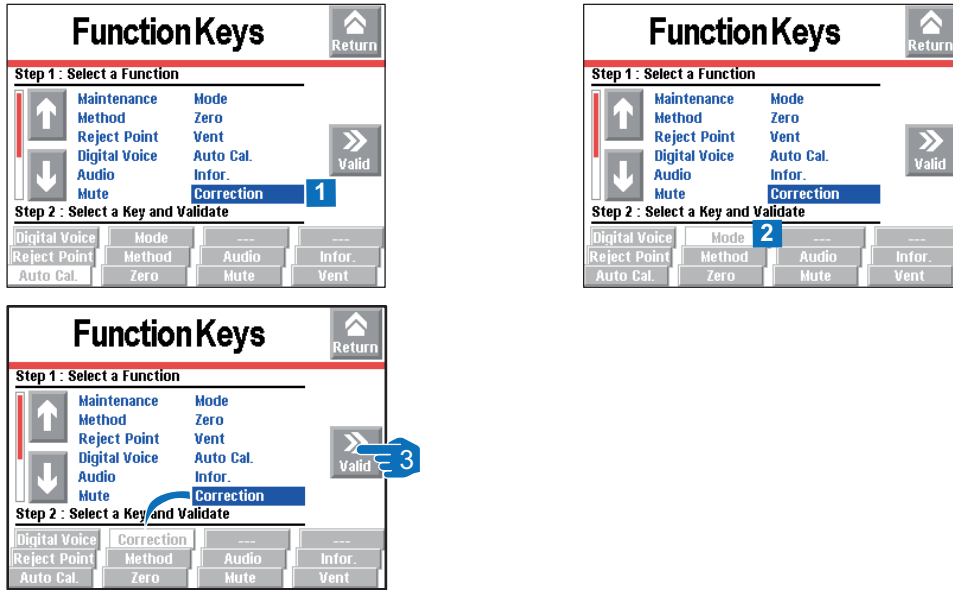 Function Keys
Return
Step 1 : Select a Function
Maintenance Mode
Method Zero
Reject Point Vent
Digital Voice Auto Cal.
Audio Infor.
Mute Correction
1
Valid
Step 2 : Select a Key and Validate
Digital Voice Mode --- ---
Reject Point Method Audio Infor.
Auto Cal. Zero Mute Vent
Function Keys
Return
Step 1 : Select a Function
Maintenance Mode
Method Zero
Reject Point Vent
Digital Voice Auto Cal.
Audio Infor.
Mute Correction
Valid
Step 2 : Select a Key and Validate
Digital Voice Mode 2 --- ---
Reject Point Method Audio Infor.
Auto Cal. Zero Mute Vent
Function Keys
Return
Step 1 : Select a Function
Maintenance Mode
Method Zero
Reject Point Vent
Digital Voice Auto Cal.
Audio Infor.
Mute Correction
Valid 3
Step 2 : Select a Key and Validate
Digital Voice Correction --- ---
Reject Point Method Audio Infor.
Auto Cal. Zero Mute Vent